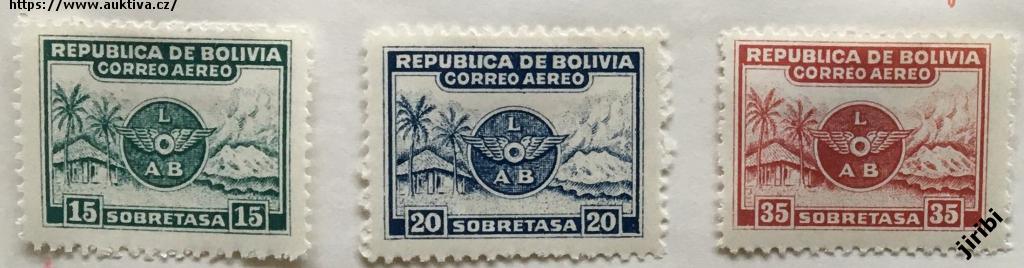 https://www.auktiva.cz/
REPUBLICA DE BOLIVIA
CORREO AEREO
L
AB
15 SOBRETASA 15
REPUBLICA DE BOLIVIA
CORREO AEREO
L
AB
20 SOBRETASA 20
REPUBLICA DE BOLIVIA
CORREO AEREO
L
AB
35 SOBRETASA 35
jiribi